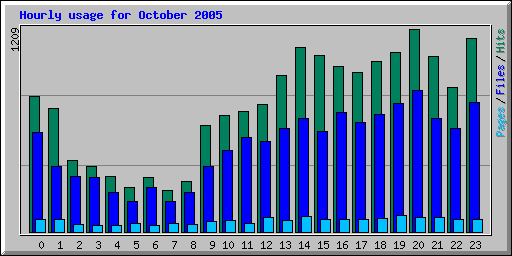 Hourly usage for October 2005
1209
Pages / Files / Hits
0 1 2 3 4 5 6 7 8 9 10 11 12 13 14 15 16 17 18 19 20 21 22 23